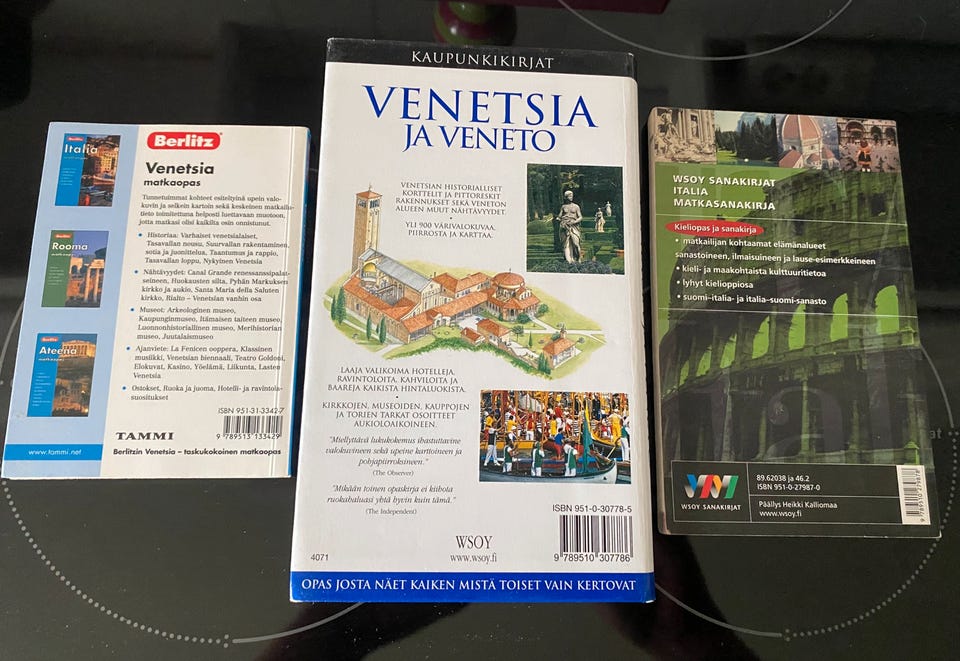 Berlitz
Italia
Rooma
matkaopas
Ateena
matkaopas
www.tammi.net
Berlitz
Venetsia
matkaopas
Tunnetuimmat kohteet esiteltyinä upein valo-
kuvin ja selkein kartoin sekä keskeinen matkailu-
tieto toimitettuna helposti luettavaan muotoon,
jotta matkasi olisi kaikilta osin onnistunut.
• Historiaa: Varhaiset venetsialaiset,
Tasavallan nousu, Suurvallan rakentaminen,
sotia ja juonittelua, Taantumus ja rappio,
Tasavallan loppu, Nykyinen Venetsia
• Nähtävyydet: Canal Grande renessanssipalat-
seineen, Huokausten silta, Pyhän Markuksen
kirkko ja aukio, Santa Maria della Saluten
kirkko, Rialto – Venetsian vanhin osa
• Museot: Arkeologinen museo,
Kaupunginmuseo, Itämaisen taiteen museo,
Luonnonhistoriallinen museo, Merihistorian
museo, Juutalaismuseo
• Ajanviete: La Fenicen ooppera, Klassinen
musiikki, Venetsian biennaali, Teatro Goldoni,
Elokuvat, Kasino, Yöelämä, Liikunta, Lasten
Venetsia
• Ostokset, Ruoka ja juoma, Hotelli- ja ravintola-
suositukset
ISBN 951-31-3342-7
9 789513 133429
TAMMI
Berlitzin Venetsia – taskukokoinen matkaopas
KAUPUNKIKIRJAT
VENETSIA
JA VENETO
VENETSIAN HISTORIALLISET
KORTTELIT JA PITTORESKIT
RAKENNUKSET SEKÄ VENETON
ALUEEN MUUT NÄHTÄVYYDET.
•
YLI 900 VÄRIVALOKUVAA,
PIIRROSTA JA KARTTAA.
LAAJA VALIKOIMA HOTELLEJA,
RAVINTOLOITA, KAHVILOITA JA
BAAREJA KAIKISTA HINTALUOKISTA.
•
KIRKKOJEN, MUSEOIDEN, KAUPPOJEN
JA TORIEN TARKAT OSOITTEET
AUKIOLOAIKOINEEN.
"Miellyttävä lukukokemus ihastuttavine
valokuvineen sekä upeine karttoineen ja
pohjapiirroksineen."
(The Observer)
"Mikään toinen opaskirja ei kiihota
ruokahaluasi yhtä hyvin kuin tämä."
(The Independent)
WSOY
www.wsoy.fi
4071
ISBN 951-0-30778-5
9 789510 307786
OPAS JOSTA NÄET KAIKEN MISTÄ TOISET VAIN KERTOVAT
WSOY SANAKIRJAT
ITALIA
MATKASANAKIRJA
Kieliopas ja sanakirja
• matkailijan kohtaamat elämänalueet
sanastoineen, ilmaisuineen ja lause-esimerkkeineen
• kieli- ja maakohtaista kulttuuritietoa
• lyhyt kielioppiosa
• suomi–italia- ja italia–suomi-sanasto
WSOY SANAKIRJAT
89.62038 ja 46.2
ISBN 951-0-27987-0
Päällys Heikki Kalliomaa
www.wsoy.fi
9 789510 279878